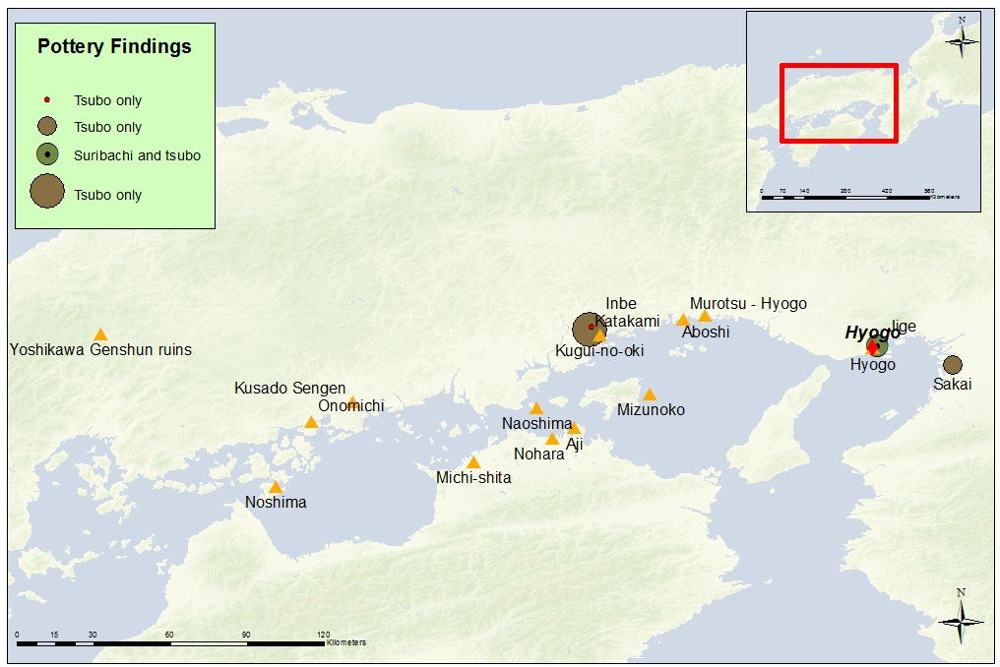 Pottery Findings
Tsubo only
Tsubo only
Suribachi and tsubo
Tsubo only
N
0 70 140 280 420 560
Kilometers
Inbe
Katakami
Kugui-no-oki
Murotsu - Hyogo
Aboshi
Hyogo
Jige
Hyogo
Sakai
Yoshikawa Genshun ruins
Kusado Sengen
Onomichi
Noshima
Naoshima
Mizunoko
Nohara
Aji
Michi-shita
0 15 30 60 90 120
Kilometers
N